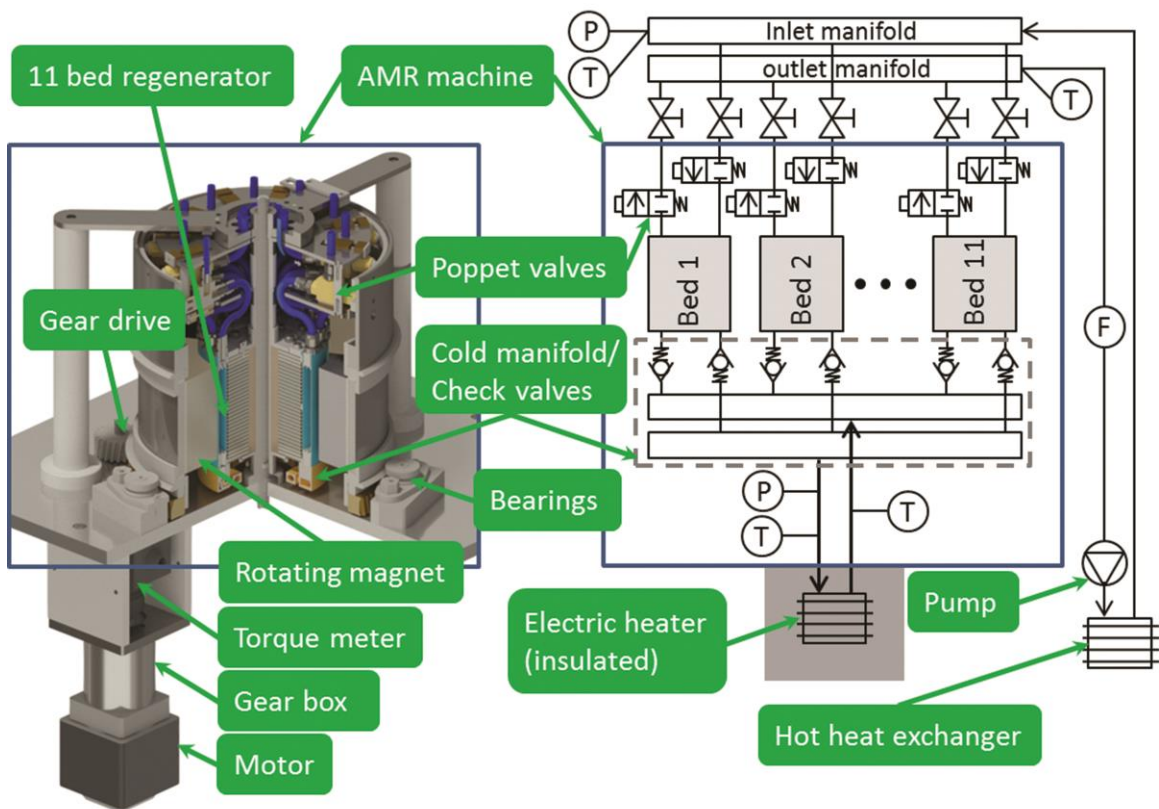 11 bed regenerator
AMR machine
Poppet valves
Gear drive
Cold manifold/
Check valves
Bearings
Rotating magnet
Torque meter
Gear box
Motor
P
T
Inlet manifold
outlet manifold
T
Bed 1
Bed 2
Bed 11
F
P
T
T
Electric heater
(insulated)
Pump
Hot heat exchanger